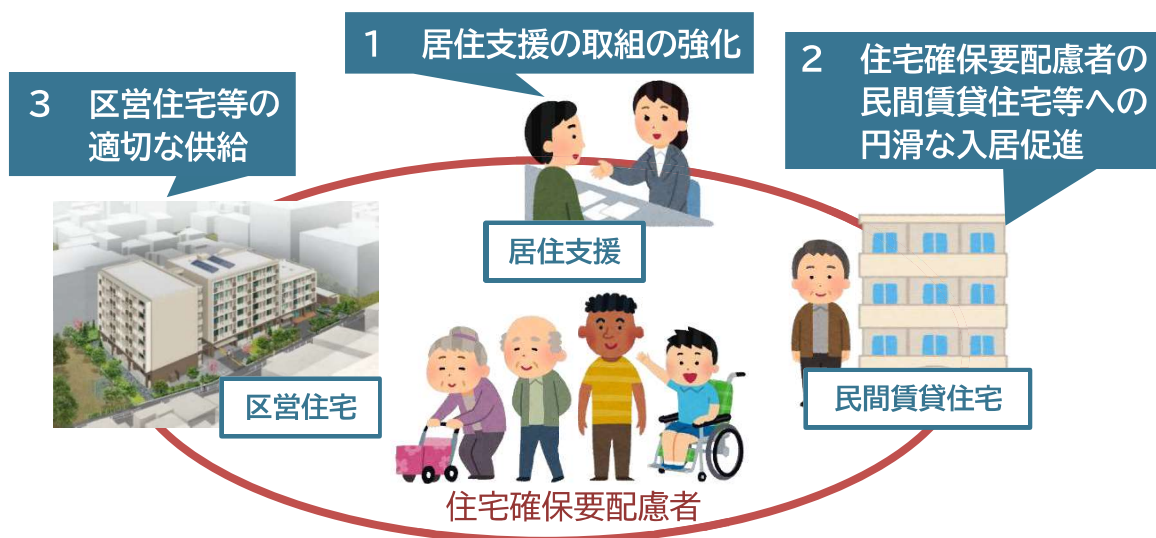 1 居住支援の取組の強化
2 住宅確保要配慮者の
民間賃貸住宅等への
円滑な入居促進
3 区営住宅等の
適切な供給
居住支援
区営住宅
民間賃貸住宅
住宅確保要配慮者